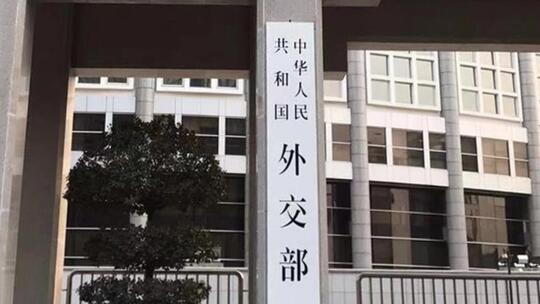 中华人民
共和国
外交部